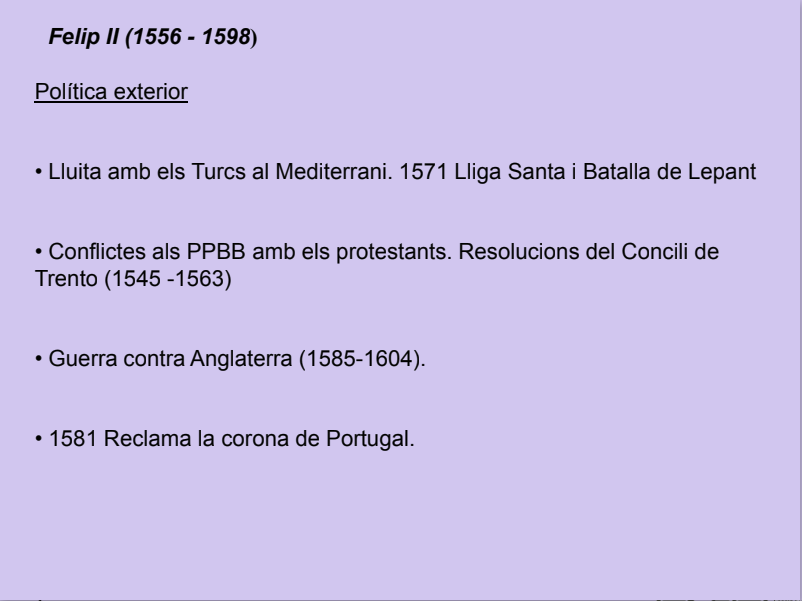 Felip II (1556 - 1598)
Política exterior
• Lluita amb els Turcs al Mediterrani. 1571 Lliga Santa i Batalla de Lepant
• Conflictes als PPBB amb els protestants. Resolucions del Concili de
Trento (1545 -1563)
• Guerra contra Anglaterra (1585-1604).
• 1581 Reclama la corona de Portugal.